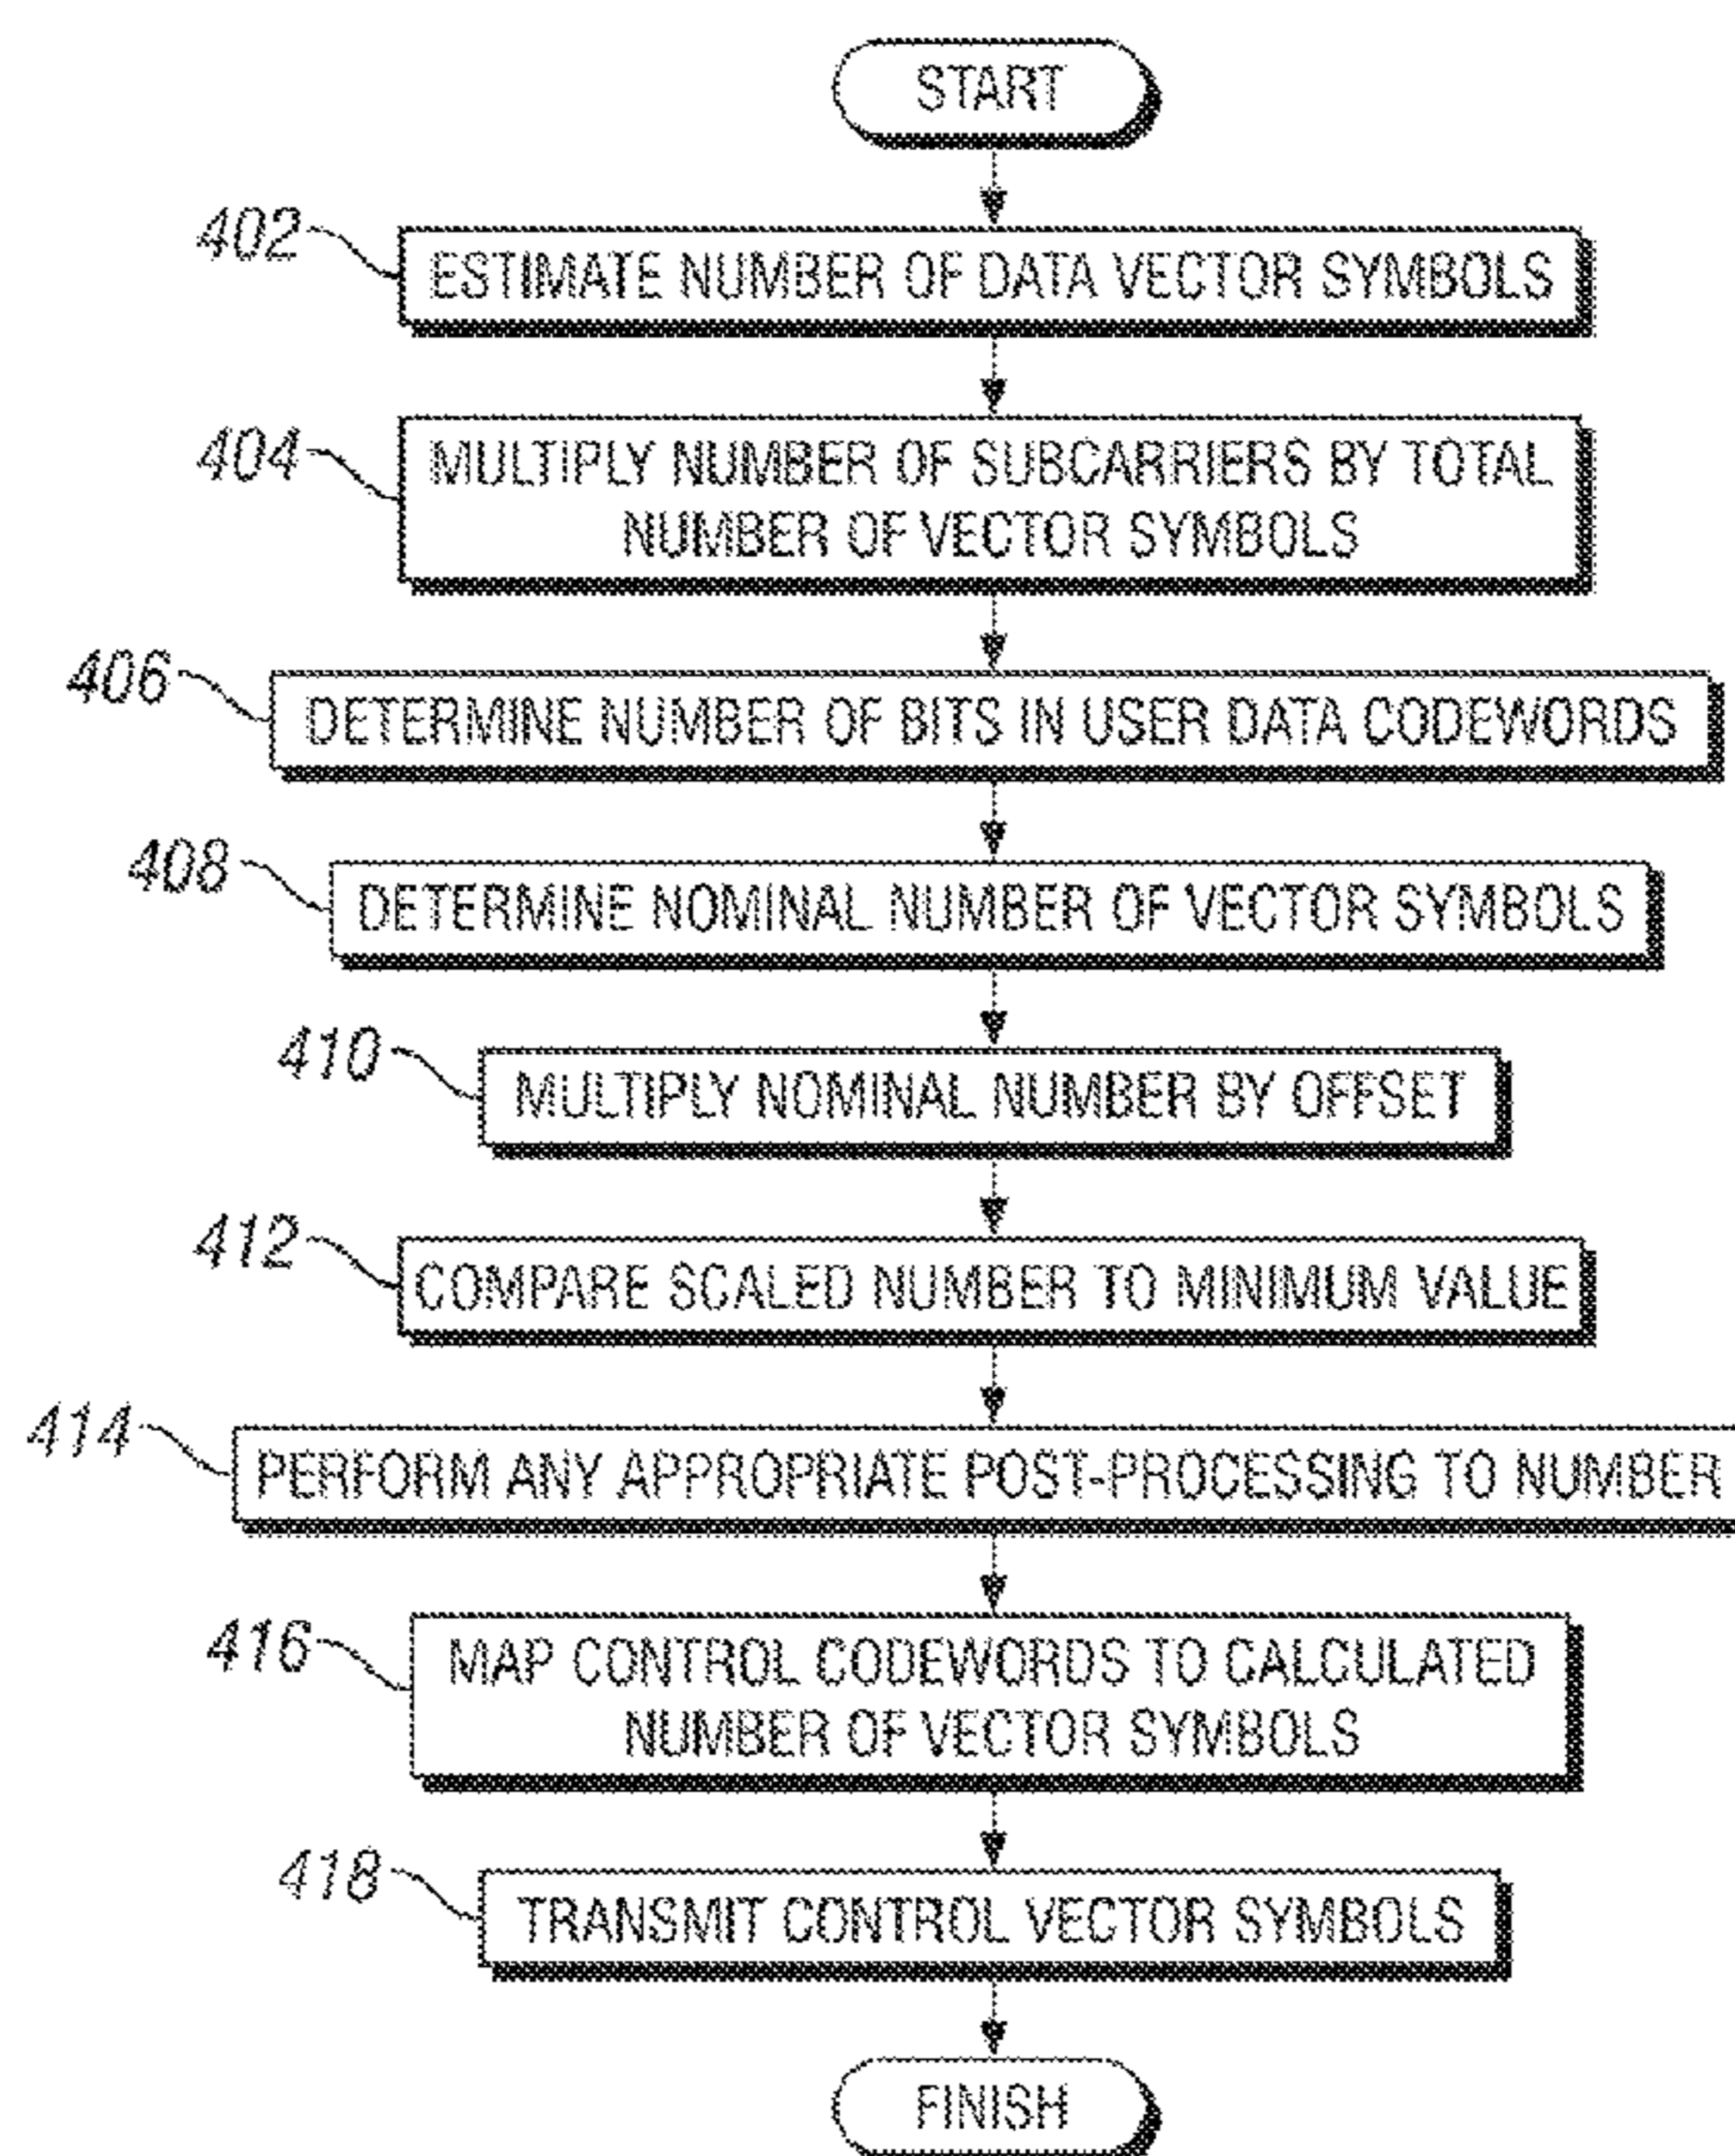 START
402
ESTIMATE NUMBER OF DATA VECTOR SYMBOLS
404
MULTIPLY NUMBER OF SUBCARRIERS BY TOTAL
NUMBER OF VECTOR SYMBOLS
406
DETERMINE NUMBER OF BITS IN USER DATA CODEWORDS
408
DETERMINE NOMINAL NUMBER OF VECTOR SYMBOLS
410
MULTIPLY NOMINAL NUMBER BY OFFSET
412
COMPARE SCALED NUMBER TO MINIMUM VALUE
414
PERFORM ANY APPROPRIATE POST-PROCESSING TO NUMBER
416
MAP CONTROL CODEWORDS TO CALCULATED
NUMBER OF VECTOR SYMBOLS
418
TRANSMIT CONTROL VECTOR SYMBOLS
FINISH